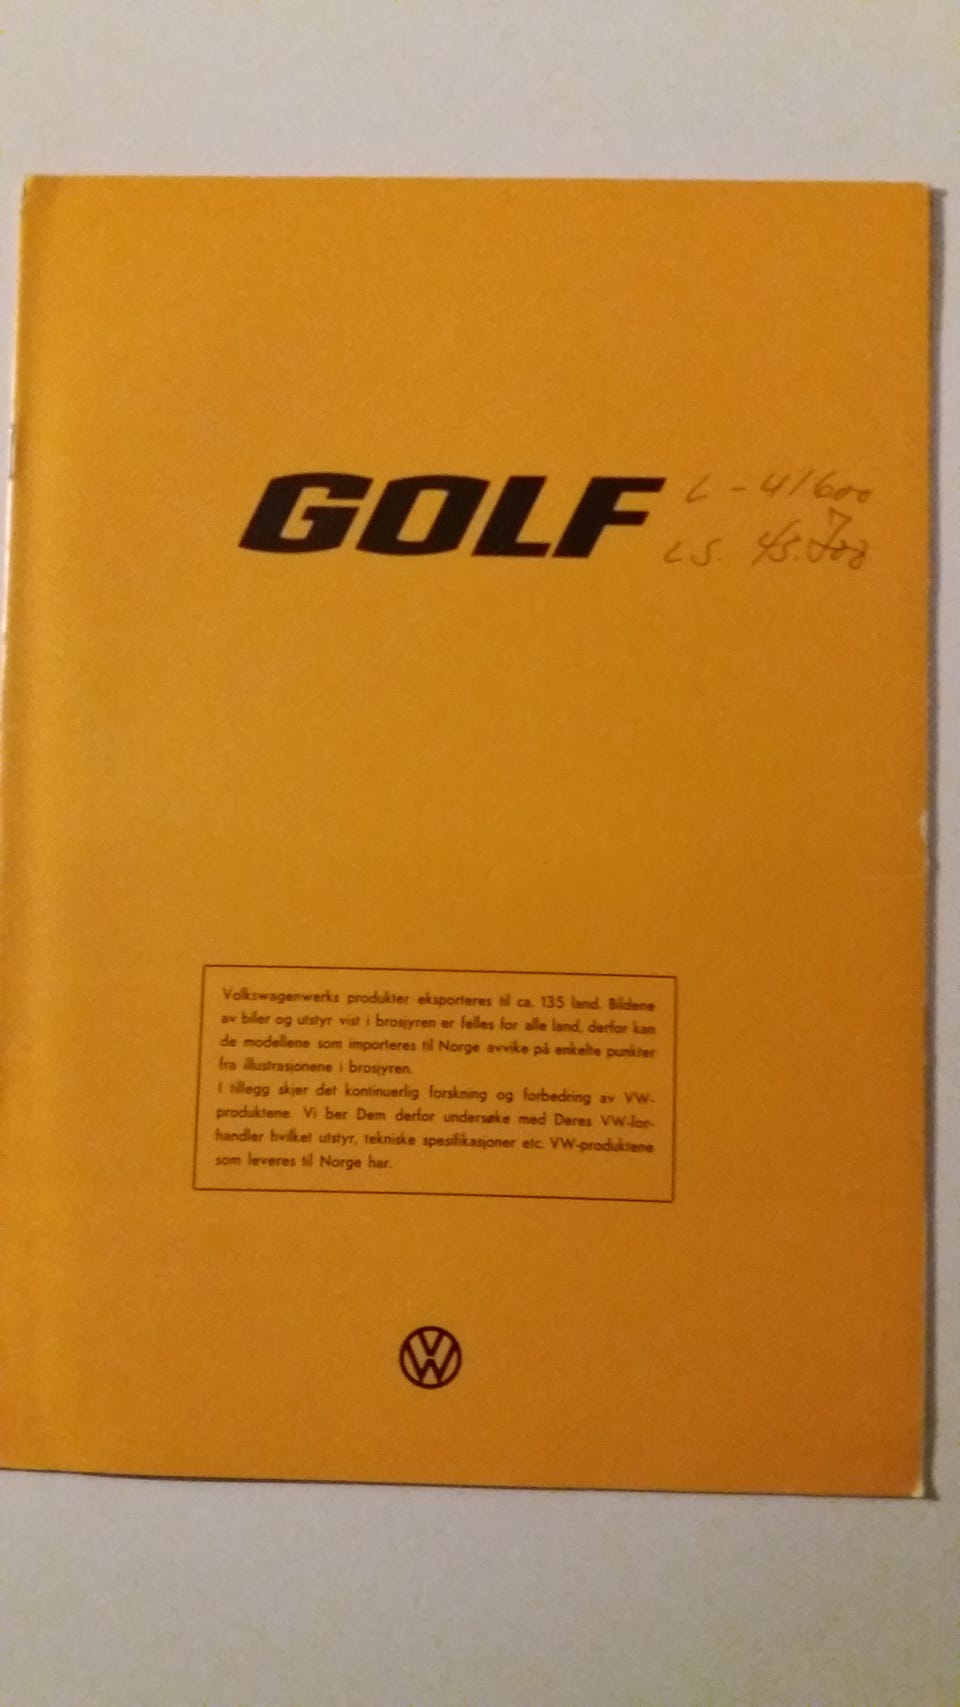 GOLF
L - 41600
LS. 45.700
Volkswagenwerks produkter eksporteres til ca. 135 land. Bildene
av biler og utstyr vist i brosjyren er felles for alle land, derfor kan
de modellene som importeres til Norge avvike på enkelte punkter
fra illustrasjonene i brosjyren.
I tillegg skjer det kontinuerlig forskning og forbedring av VW-
produktene. Vi ber Dem derfor undersøke med Deres VW-for-
handler hvilket utstyr, tekniske spesifikasjoner etc. VW-produktene
som leveres til Norge har.
VW